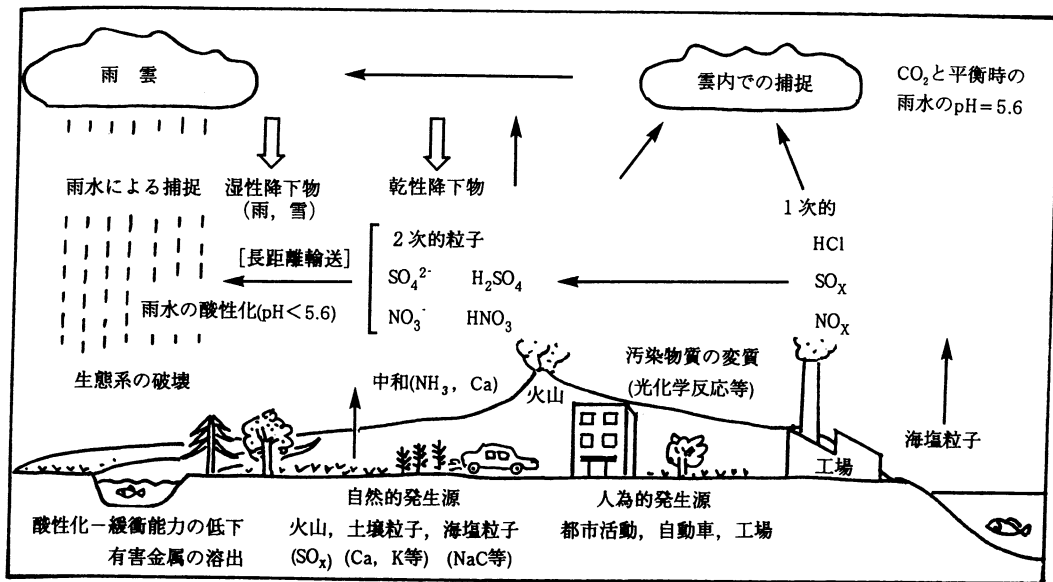 雨 雲
雲内での捕捉
CO₂と平衡時の
雨水のpH=5.6
雨水による捕捉
湿性降下物
(雨, 雪)
乾性降下物
1次的
HCl
SOX
NOX
[長距離輸送]
2次的粒子
SO₄²⁻ H₂SO₄
NO₃⁻ HNO₃
雨水の酸性化(pH<5.6)
生態系の破壊
中和(NH₃, Ca)
火山
汚染物質の変質
(光化学反応等)
工場
海塩粒子
酸性化-緩衝能力の低下
有害金属の溶出
自然的発生源
火山, 土壌粒子, 海塩粒子
(SOx) (Ca, K等) (NaC等)
人為的発生源
都市活動, 自動車, 工場